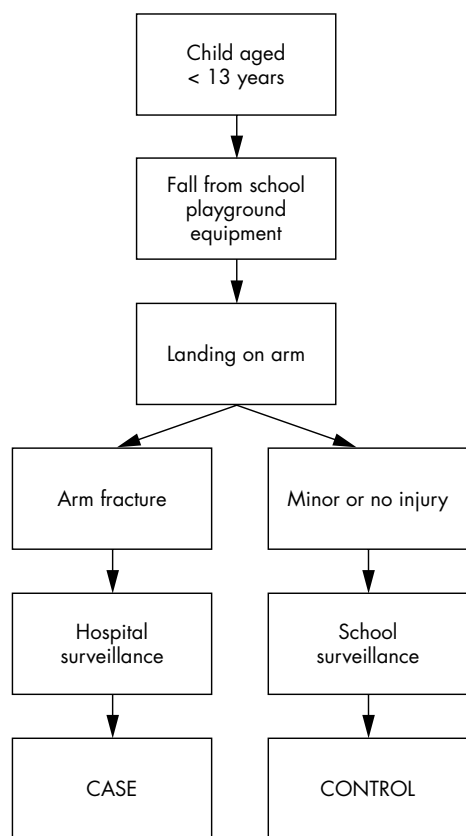 Child aged
< 13 years
Fall from school
playground
equipment
Landing on arm
Arm fracture
Minor or no injury
Hospital
surveillance
School
surveillance
CASE
CONTROL